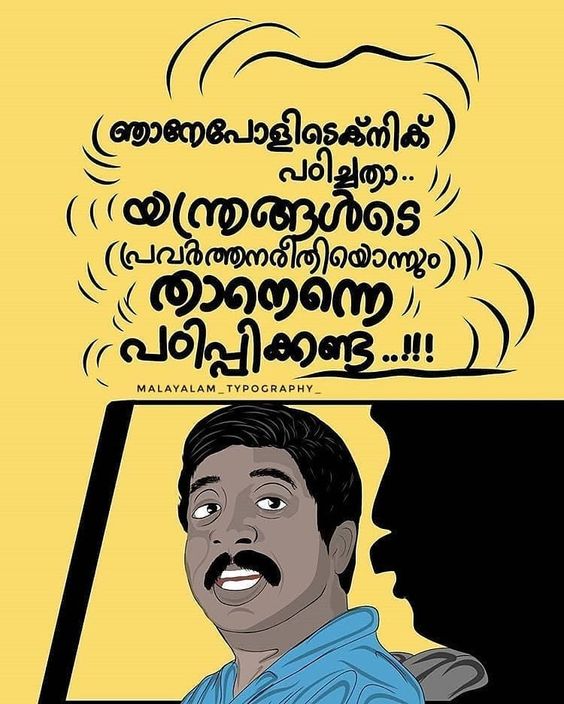 ഞാനേപോളിടെക്നിക്
പഠിച്ചതാ..
യന്ത്രങ്ങൾടെ
പ്രവർത്തനരീതിയൊന്നും
താനെന്നെ
പഠിപ്പിക്കണ്ട..!!!
MALAYALAM_TYPOGRAPHY_